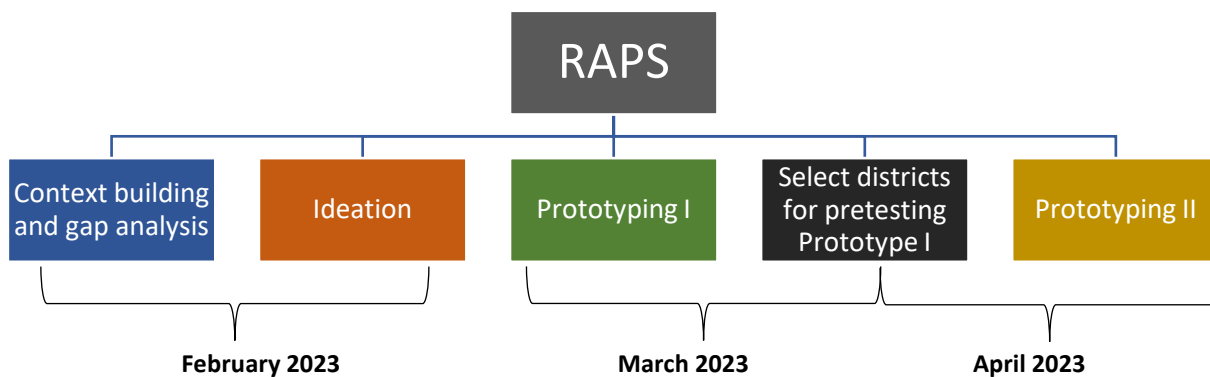 RAPS
Context building
and gap analysis
Ideation
Prototyping I
Select districts
for pretesting
Prototype I
Prototyping II
February 2023
March 2023
April 2023